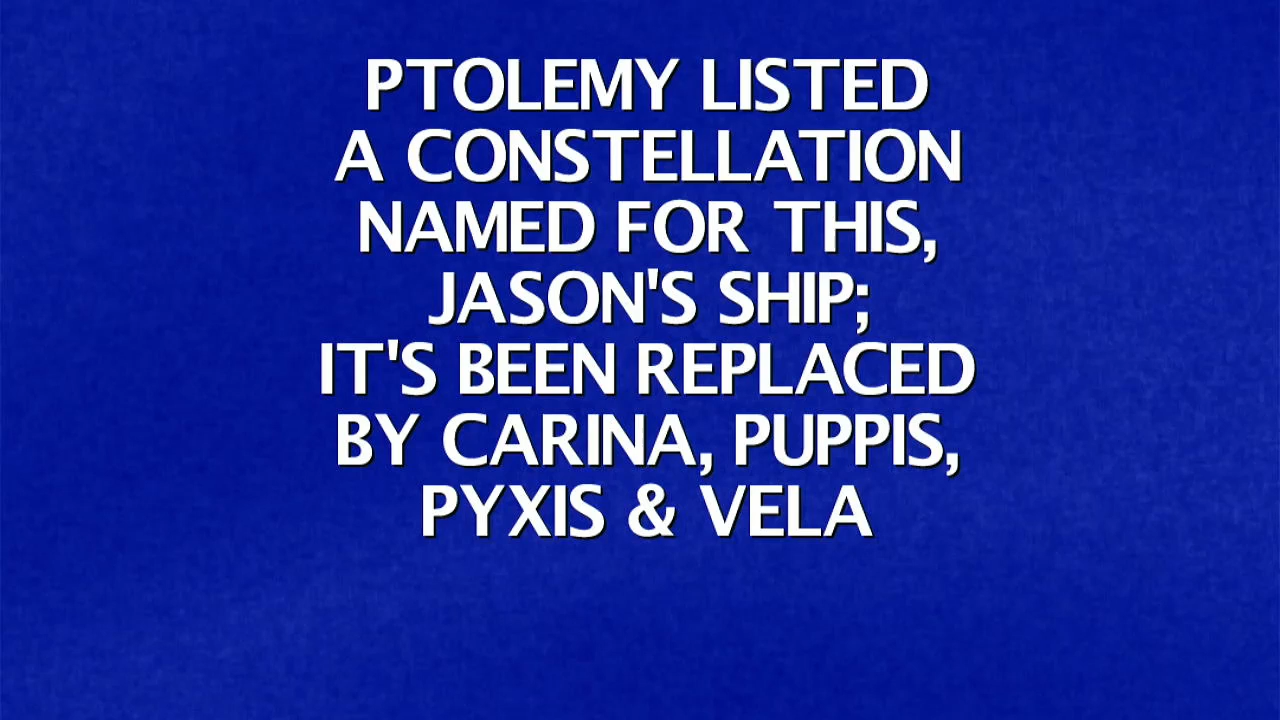 PTOLEMY LISTED
A CONSTELLATION
NAMED FOR THIS,
JASON'S SHIP;
IT'S BEEN REPLACED
BY CARINA, PUPPIS,
PYXIS & VELA